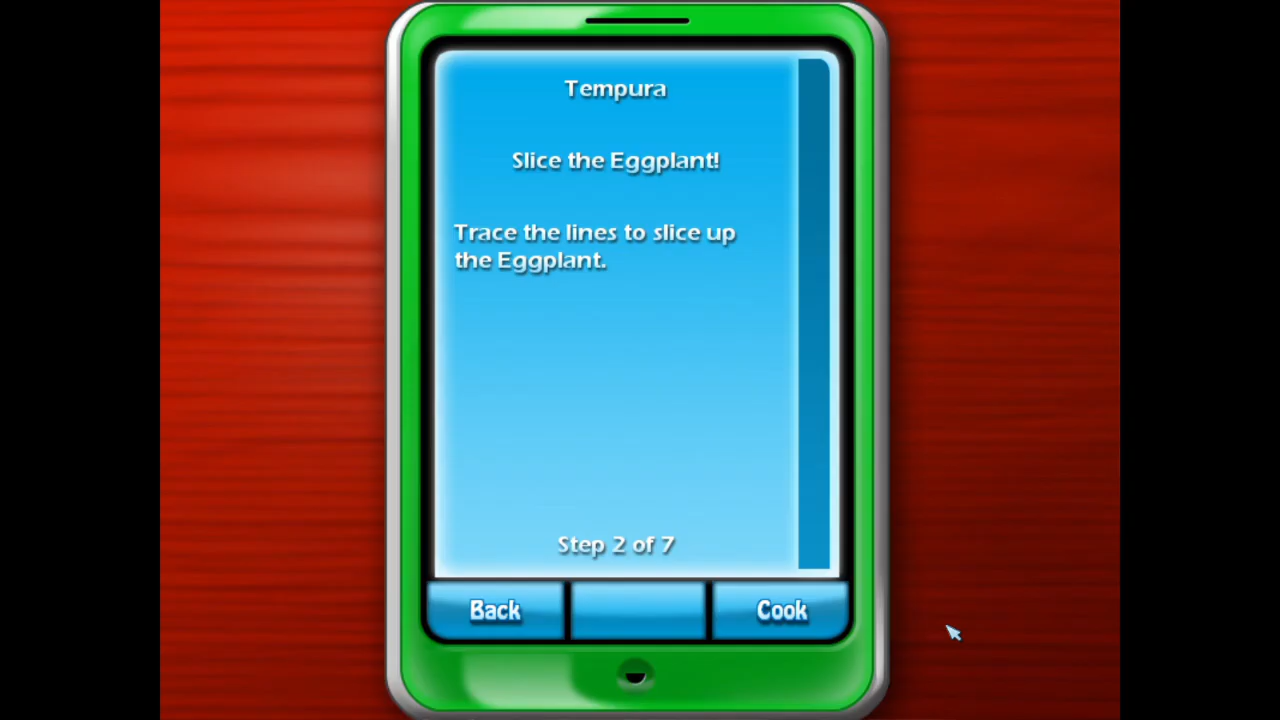 Tempura
Slice the Eggplant!
Trace the lines to slice up
the Eggplant.
Step 2 of 7
Back
Cook